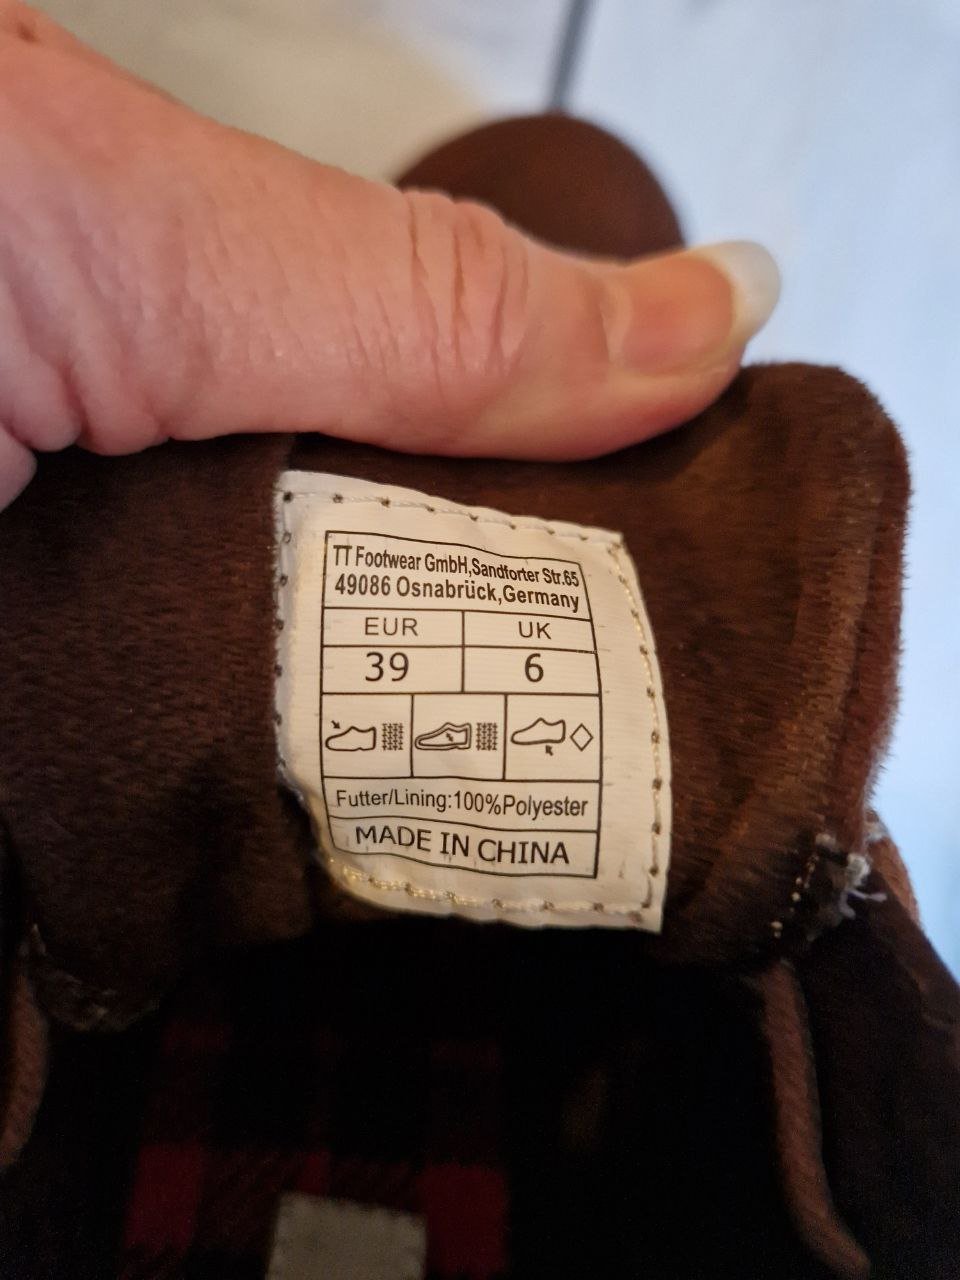 TT Footwear GmbH,Sandforter Str.65
49086 Osnabrück,Germany
EUR UK
39 6
Futter/Lining:100%Polyester
MADE IN CHINA